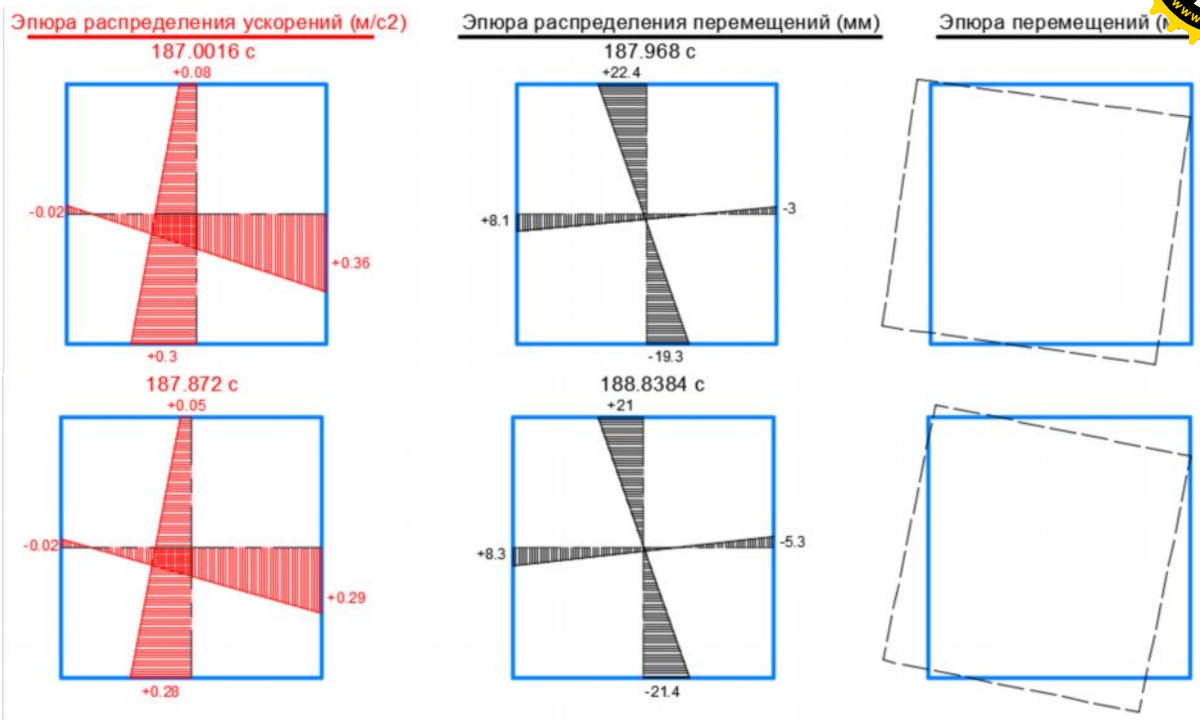 Эпюра распределения ускорений (м/с2)
Эпюра распределения перемещений (мм)
Эпюра перемещений
www
187.0016 с
+0.08
-0.02
+0.36
+0.3
187.968 с
+22.4
+8.1
-3
-19.3
187.872 с
+0.05
-0.02
+0.29
+0.28
188.8384 с
+21
+8.3
-5.3
-21.4